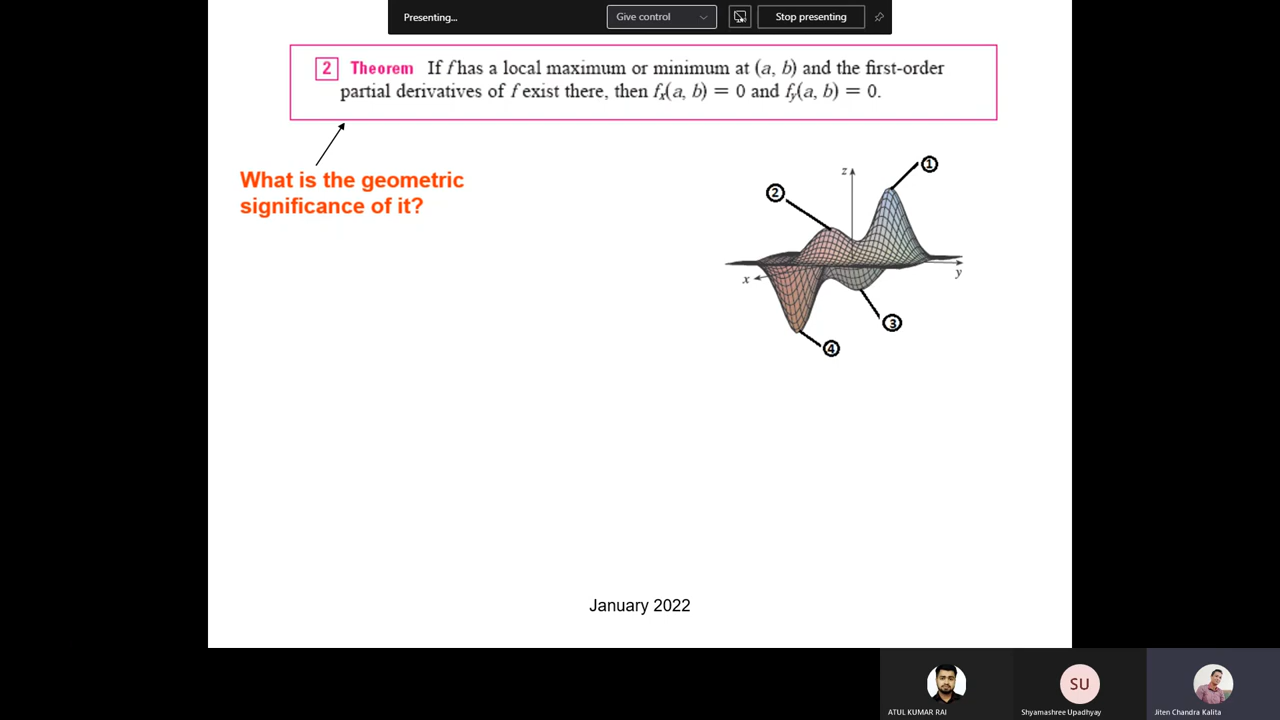 Presenting...
Give control
Stop presenting
2 Theorem If f has a local maximum or minimum at (a, b) and the first-order
partial derivatives of f exist there, then fₓ(a, b) = 0 and f_y(a, b) = 0.
What is the geometric
significance of it?
1
2
z
x
y
3
4
January 2022
SU
ATUL KUMAR RAI
Shyamashree Upadhyay
Jiten Chandra Kalita